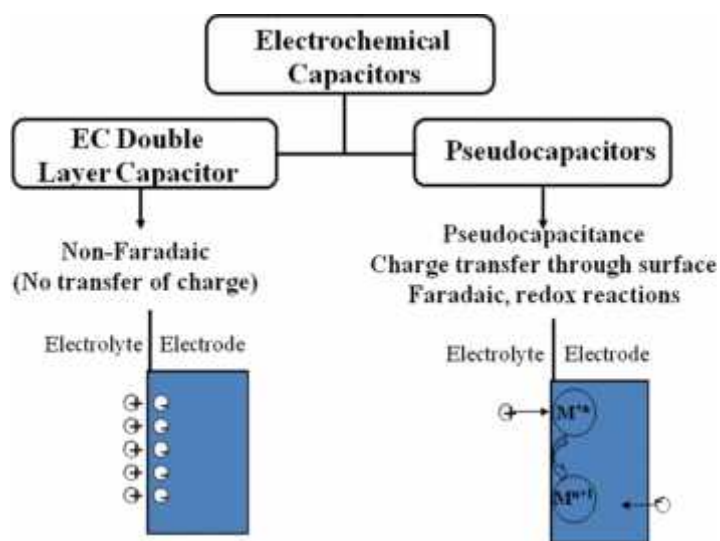 Electrochemical
Capacitors
EC Double
Layer Capacitor
Pseudocapacitors
Non-Faradaic
(No transfer of charge)
Pseudocapacitance
Charge transfer through surface
Faradaic, redox reactions
Electrolyte Electrode
Electrolyte Electrode